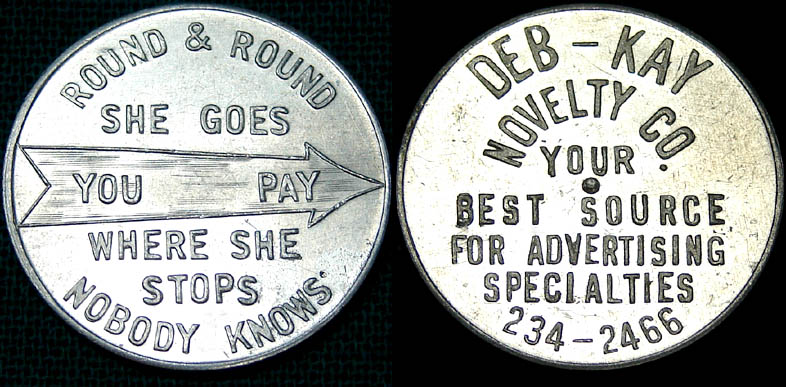 ROUND & ROUND
SHE GOES
YOU PAY
WHERE SHE
STOPS
NOBODY KNOWS
DEB-KAY
NOVELTY CO.
YOUR
BEST SOURCE
FOR ADVERTISING
SPECIALTIES
234-2466